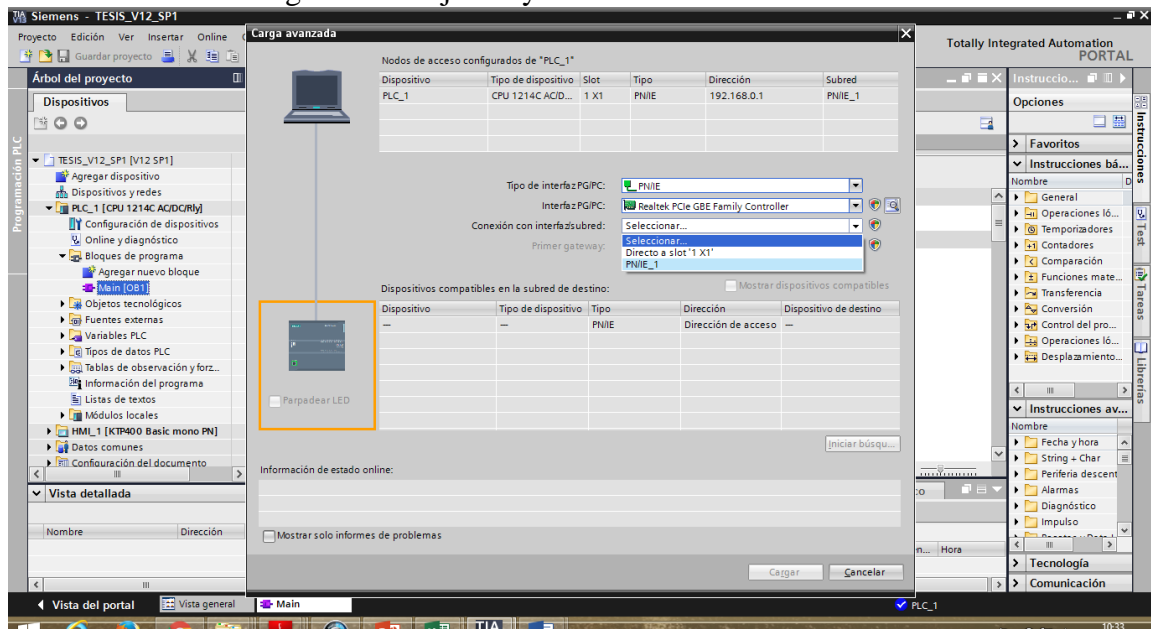 Siemens - TESIS_V12_SP1
Proyecto Edición Ver Insertar Online
Guardar proyecto
Totally Integrated Automation
PORTAL
Árbol del proyecto
Dispositivos
Programación PLC
TESIS_V12_SP1 [V12 SP1]
Agregar dispositivo
Dispositivos y redes
PLC_1 [CPU 1214C AC/DC/Rly]
Configuración de dispositivos
Online y diagnóstico
Bloques de programa
Agregar nuevo bloque
Main [OB1]
Objetos tecnológicos
Fuentes externas
Variables PLC
Tipos de datos PLC
Tablas de observación y forz...
Información del programa
Listas de textos
Módulos locales
HMI_1 [KTP400 Basic mono PN]
Datos comunes
Configuración del documento
Vista detallada
Nombre Dirección
Carga avanzada
Nodos de acceso configurados de "PLC_1"
Dispositivo Tipo de dispositivo Slot Tipo Dirección Subred
PLC_1 CPU 1214C AC/D... 1 X1 PN/IE 192.168.0.1 PN/IE_1
Tipo de interfaz PG/PC: PN/IE
Interfaz PG/PC: Realtek PCIe GBE Family Controller
Conexión con interfaz/subred: Seleccionar...
Primer gateway:
Seleccionar...
Directo a slot '1 X1'
PN/IE_1
Dispositivos compatibles en la subred de destino:
Mostrar dispositivos compatibles
Dispositivo Tipo de dispositivo Tipo Dirección Dispositivo de destino
— — PN/IE Dirección de acceso —
Parpadear LED
Iniciar búsqu...
Información de estado online:
Mostrar solo informes de problemas
Cargar Cancelar
Instruccio...
Opciones
Favoritos
Instrucciones bá...
Nombre D
General
Operaciones ló...
Temporizadores
Contadores
Comparación
Funciones mate...
Transferencia
Conversión
Control del pro...
Operaciones ló...
Desplazamiento...
Instrucciones av...
Nombre
Fecha y hora
String + Char
Periferia descent
Alarmas
Diagnóstico
Impulso
Tecnología
Comunicación
Instrucciones
Test
Tareas
Librerías
Hora
Vista del portal Vista general Main
PLC_1
TIA
10:33